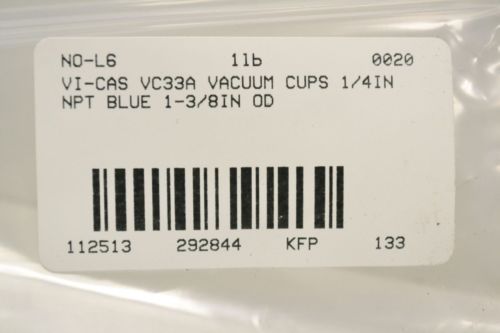 NO-L6 1lb 0020
VI-CAS VC33A VACUUM CUPS 1/4IN
NPT BLUE 1-3/8IN OD
112513 292844 KFP 133